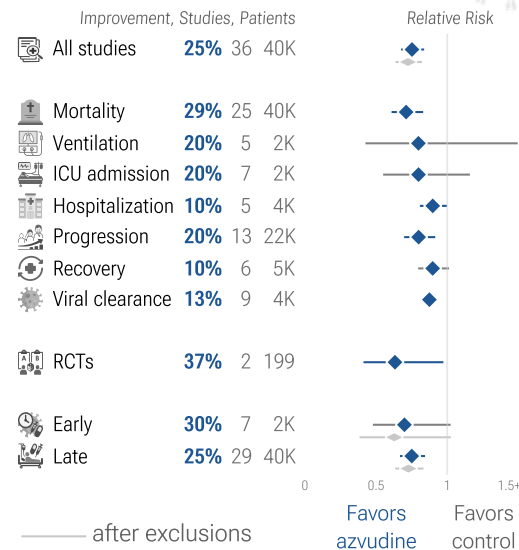 Improvement, Studies, Patients Relative Risk
All studies 25% 36 40K
Mortality 29% 25 40K
Ventilation 20% 5 2K
ICU admission 20% 7 2K
Hospitalization 10% 5 4K
Progression 20% 13 22K
Recovery 10% 6 5K
Viral clearance 13% 9 4K
RCTs 37% 2 199
Early 30% 7 2K
Late 25% 29 40K
0 0.5 1 1.5+
Favors Favors
after exclusions azvudine control